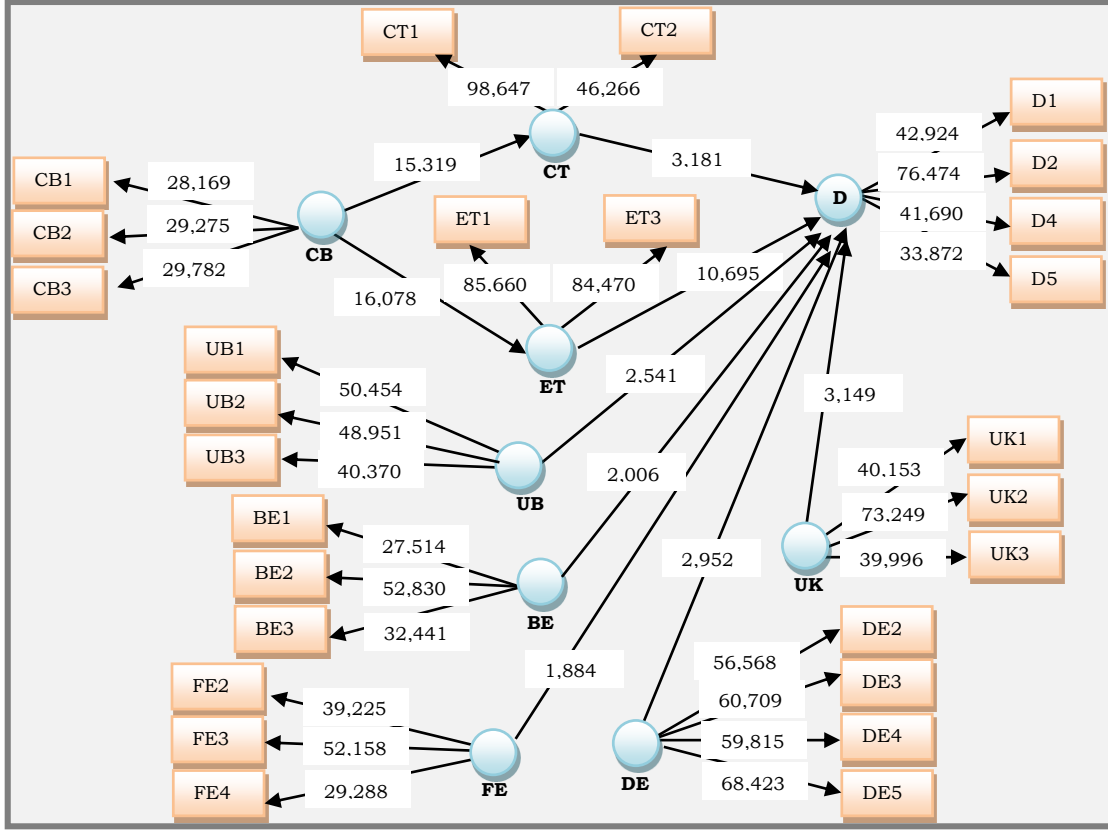 CT1
CT2
98,647
46,266
D1
42,924
15,319
CT
3,181
D2
76,474
CB1
28,169
D
D4
41,690
CB2
29,275
CB
ET1
ET3
D5
33,872
CB3
29,782
16,078
85,660
84,470
10,695
UB1
50,454
ET
2,541
3,149
UB2
48,951
UB3
40,370
UB
2,006
UK1
40,153
UK2
73,249
BE1
27,514
UK3
39,996
UK
BE2
52,830
BE
2,952
BE3
32,441
DE2
56,568
FE2
39,225
1,884
DE3
60,709
FE3
52,158
FE
DE
DE4
59,815
FE4
29,288
DE5
68,423